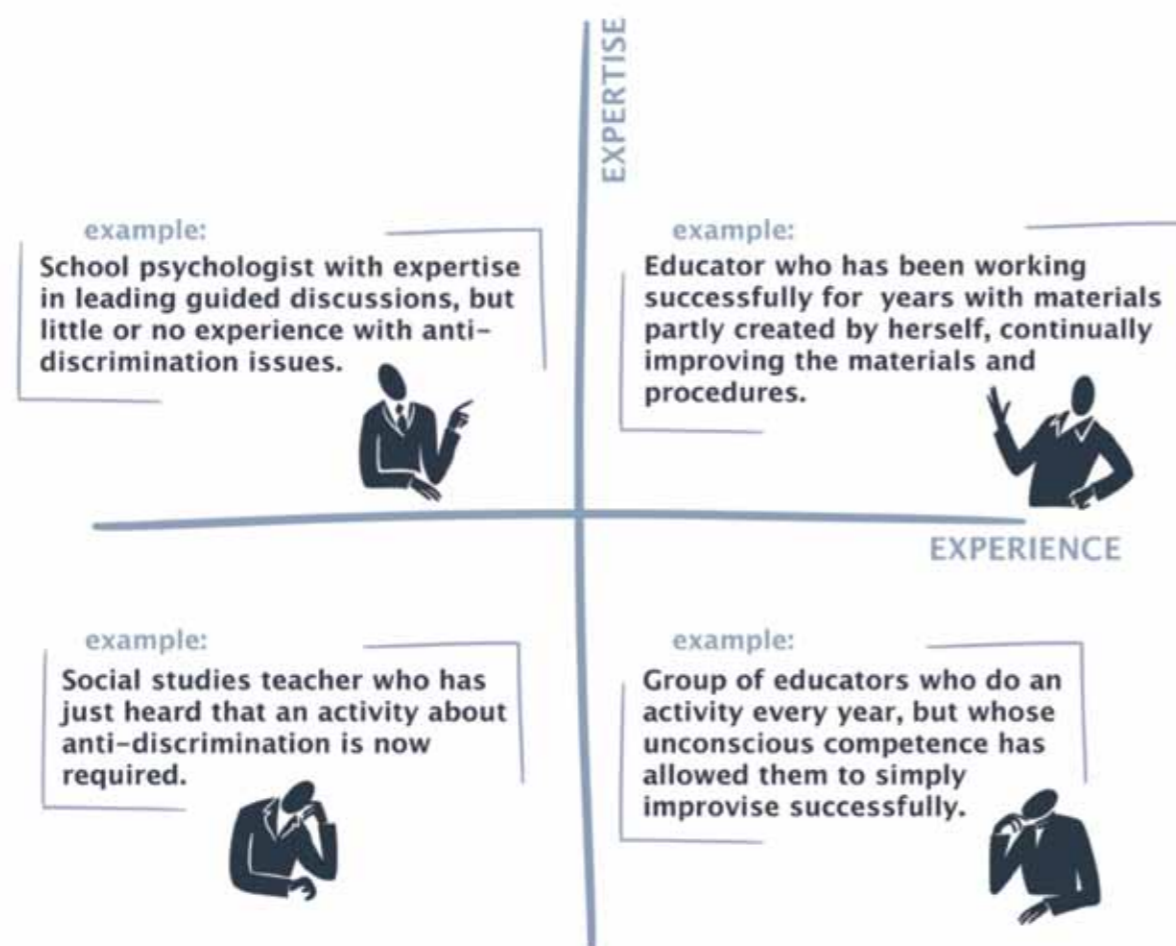 EXPERTISE
example:
School psychologist with expertise
in leading guided discussions, but
little or no experience with anti-
discrimination issues.
example:
Educator who has been working
successfully for  years with materials
partly created by herself, continually
improving the materials and
procedures.
EXPERIENCE
example:
Social studies teacher who has
just heard that an activity about
anti-discrimination is now
required.
example:
Group of educators who do an
activity every year, but whose
unconscious competence has
allowed them to simply
improvise successfully.